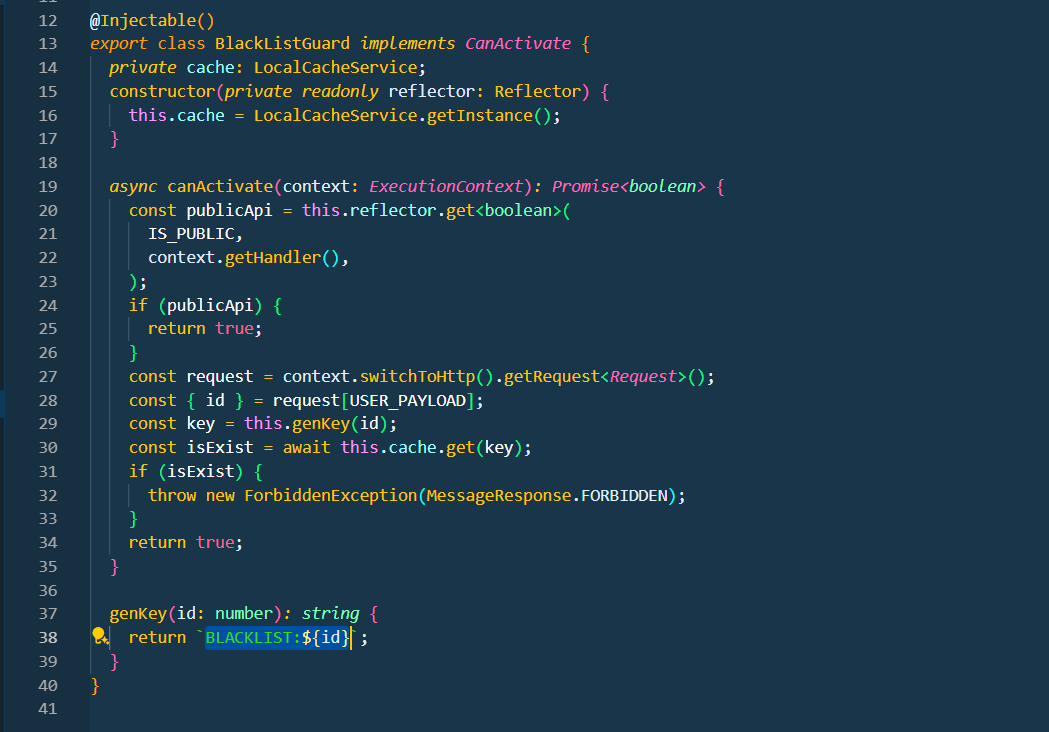 12 @Injectable()
13 export class BlackListGuard implements CanActivate {
14 private cache: LocalCacheService;
15 constructor(private readonly reflector: Reflector) {
16 this.cache = LocalCacheService.getInstance();
17 }
18
19 async canActivate(context: ExecutionContext): Promise<boolean> {
20 const publicApi = this.reflector.get<boolean>(
21 IS_PUBLIC,
22 context.getHandler(),
23 );
24 if (publicApi) {
25 return true;
26 }
27 const request = context.switchToHttp().getRequest<Request>();
28 const { id } = request[USER_PAYLOAD];
29 const key = this.genKey(id);
30 const isExist = await this.cache.get(key);
31 if (isExist) {
32 throw new ForbiddenException(MessageResponse.FORBIDDEN);
33 }
34 return true;
35 }
36
37 genKey(id: number): string {
38 return `BLACKLIST:${id}`;
39 }
40 }
41